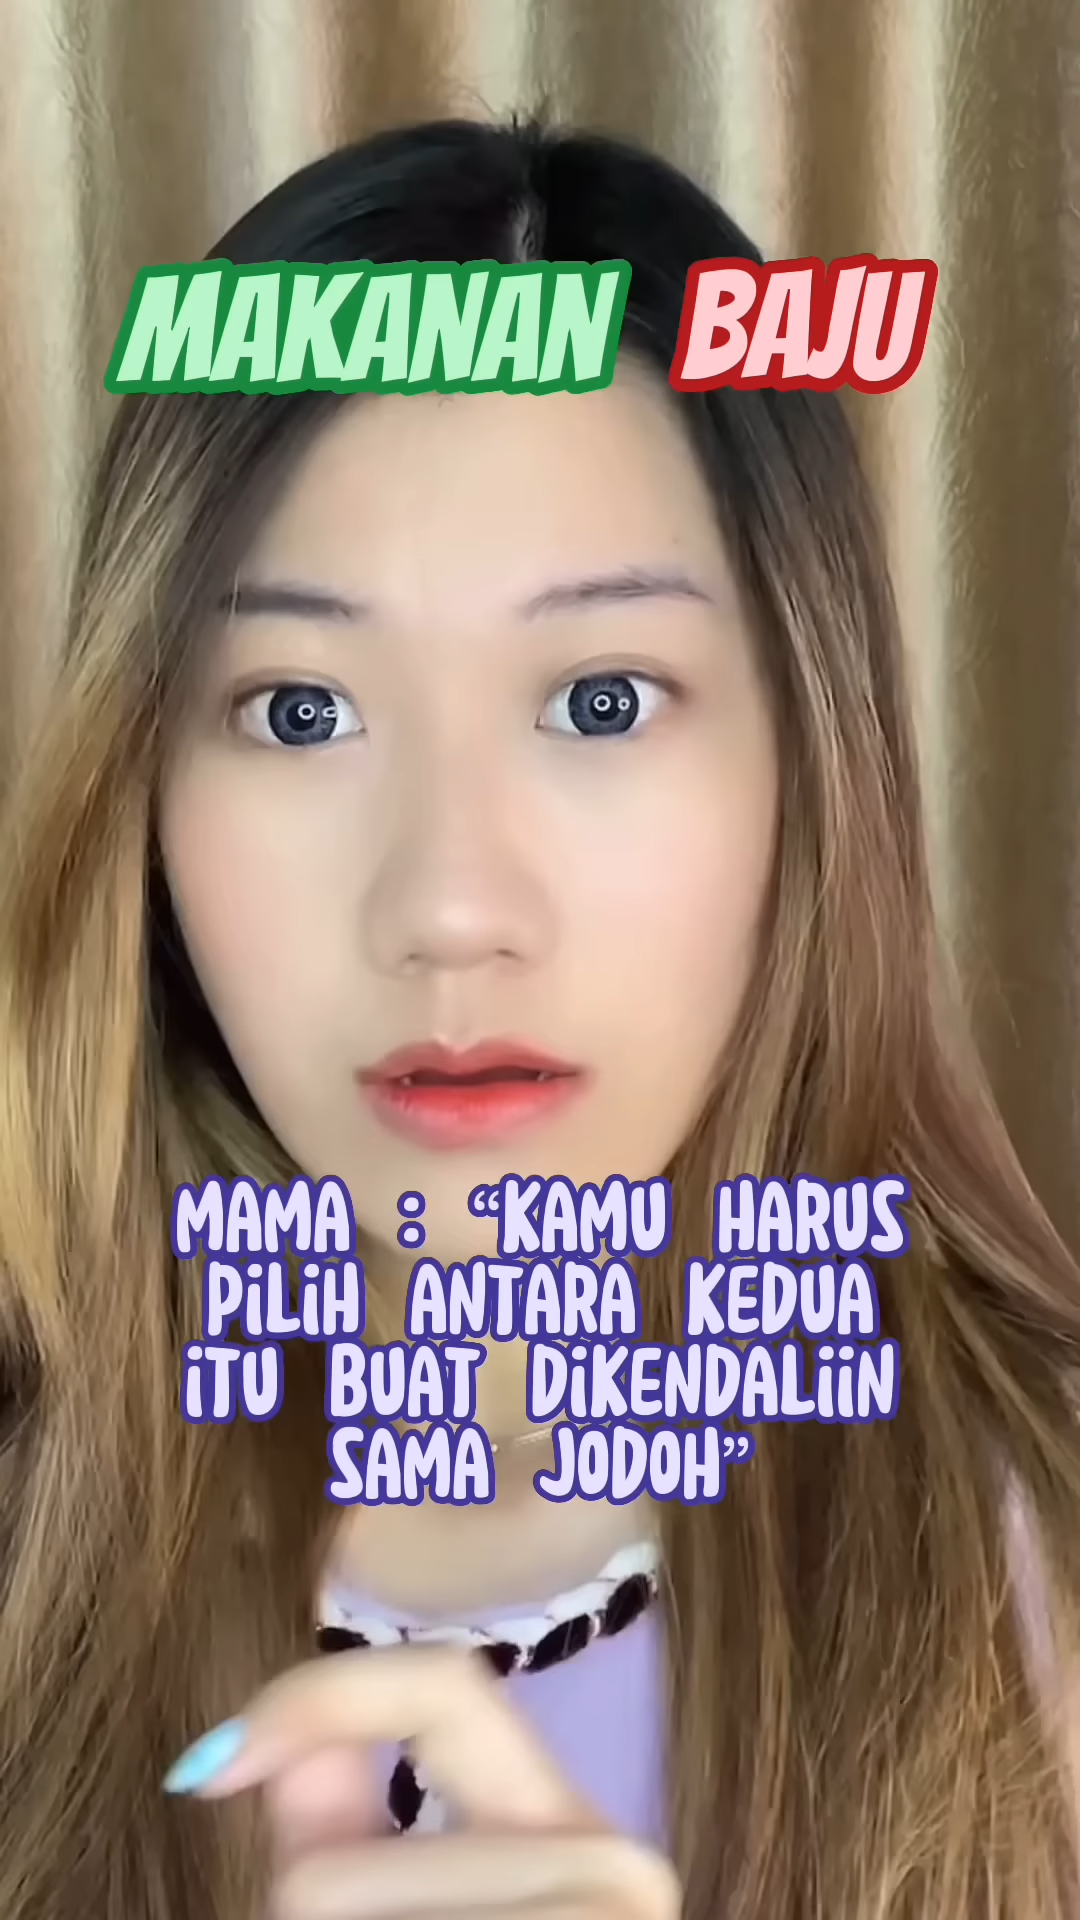 MAKANAN BAJU
MAMA : “KAMU HARUS
PiLiH ANTARA KEDUA
iTU BUAT DiKENDALiiN
SAMA JODOH”